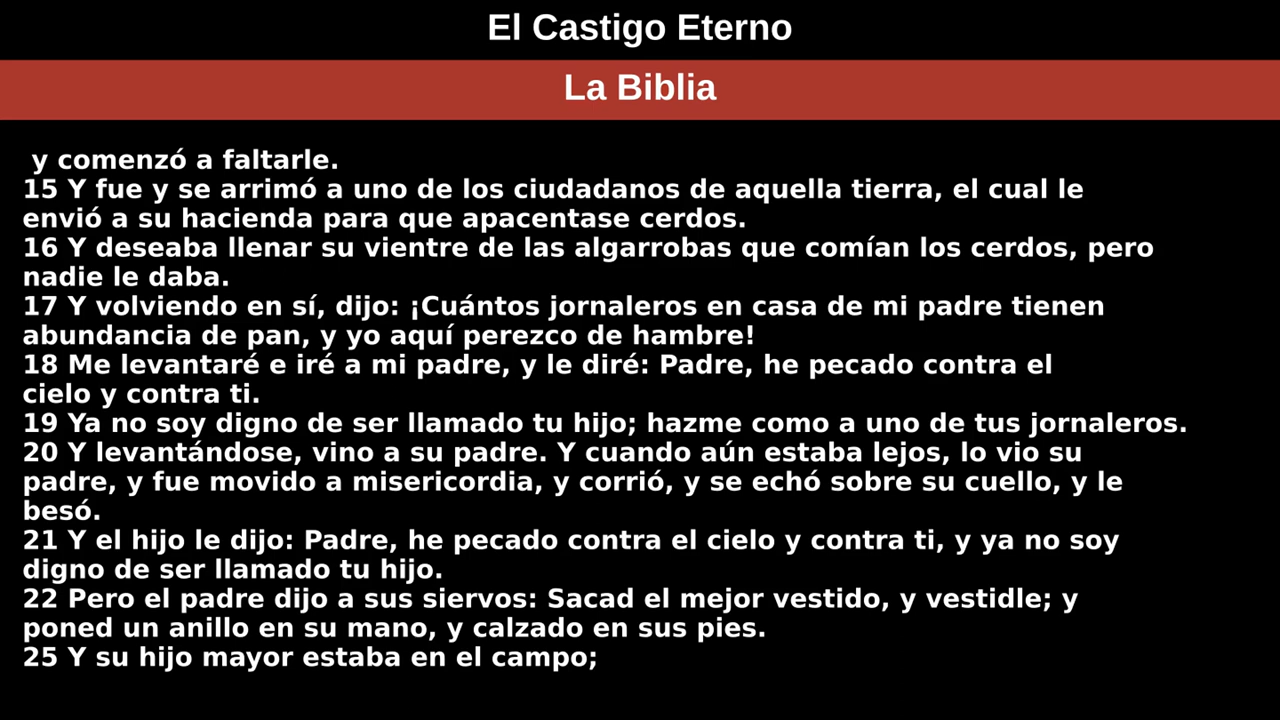 El Castigo Eterno
La Biblia
y comenzó a faltarle.
15 Y fue y se arrimó a uno de los ciudadanos de aquella tierra, el cual le
envió a su hacienda para que apacentase cerdos.
16 Y deseaba llenar su vientre de las algarrobas que comían los cerdos, pero
nadie le daba.
17 Y volviendo en sí, dijo: ¡Cuántos jornaleros en casa de mi padre tienen
abundancia de pan, y yo aquí perezco de hambre!
18 Me levantaré e iré a mi padre, y le diré: Padre, he pecado contra el
cielo y contra ti.
19 Ya no soy digno de ser llamado tu hijo; hazme como a uno de tus jornaleros.
20 Y levantándose, vino a su padre. Y cuando aún estaba lejos, lo vio su
padre, y fue movido a misericordia, y corrió, y se echó sobre su cuello, y le
besó.
21 Y el hijo le dijo: Padre, he pecado contra el cielo y contra ti, y ya no soy
digno de ser llamado tu hijo.
22 Pero el padre dijo a sus siervos: Sacad el mejor vestido, y vestidle; y
poned un anillo en su mano, y calzado en sus pies.
25 Y su hijo mayor estaba en el campo;